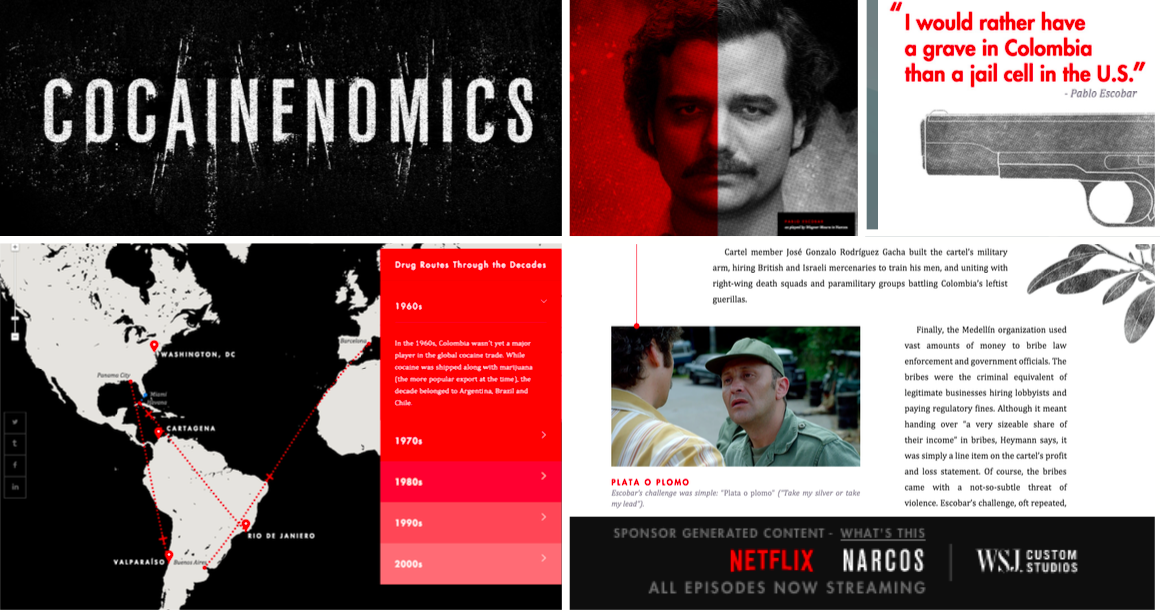 COCAINENOMICS
“I would rather have
a grave in Colombia
than a jail cell in the U.S.”
- Pablo Escobar
PABLO ESCOBAR
as played by Wagner Moura in Narcos
Drug Routes Through the Decades
1960s
In the 1960s, Colombia wasn't yet a major
player in the global cocaine trade. While
cocaine was shipped along with marijuana
(the more popular export at the time), the
decade belonged to Argentina, Brazil and
Chile.
1970s
1980s
1990s
2000s
Barcelona
WASHINGTON, DC
Panama City
Miami
Havana
CARTAGENA
RIO DE JANIERO
VALPARAÍSO
Buenos Aires
Cartel member José Gonzalo Rodríguez Gacha built the cartel's military
arm, hiring British and Israeli mercenaries to train his men, and uniting with
right-wing death squads and paramilitary groups battling Colombia's leftist
guerillas.
PLATA O PLOMO
Escobar's challenge was simple: "Plata o plomo" ("Take my silver or take
my lead").
Finally, the Medellín organization used
vast amounts of money to bribe law
enforcement and government officials. The
bribes were the criminal equivalent of
legitimate businesses hiring lobbyists and
paying regulatory fines. Although it meant
handing over "a very sizeable share of
their income" in bribes, Heymann says, it
was simply a line item on the cartel's profit
and loss statement. Of course, the bribes
came with a not-so-subtle threat of
violence. Escobar's challenge, oft repeated,
SPONSOR GENERATED CONTENT - WHAT'S THIS
NETFLIX NARCOS
ALL EPISODES NOW STREAMING
WSJ. CUSTOM
STUDIOS